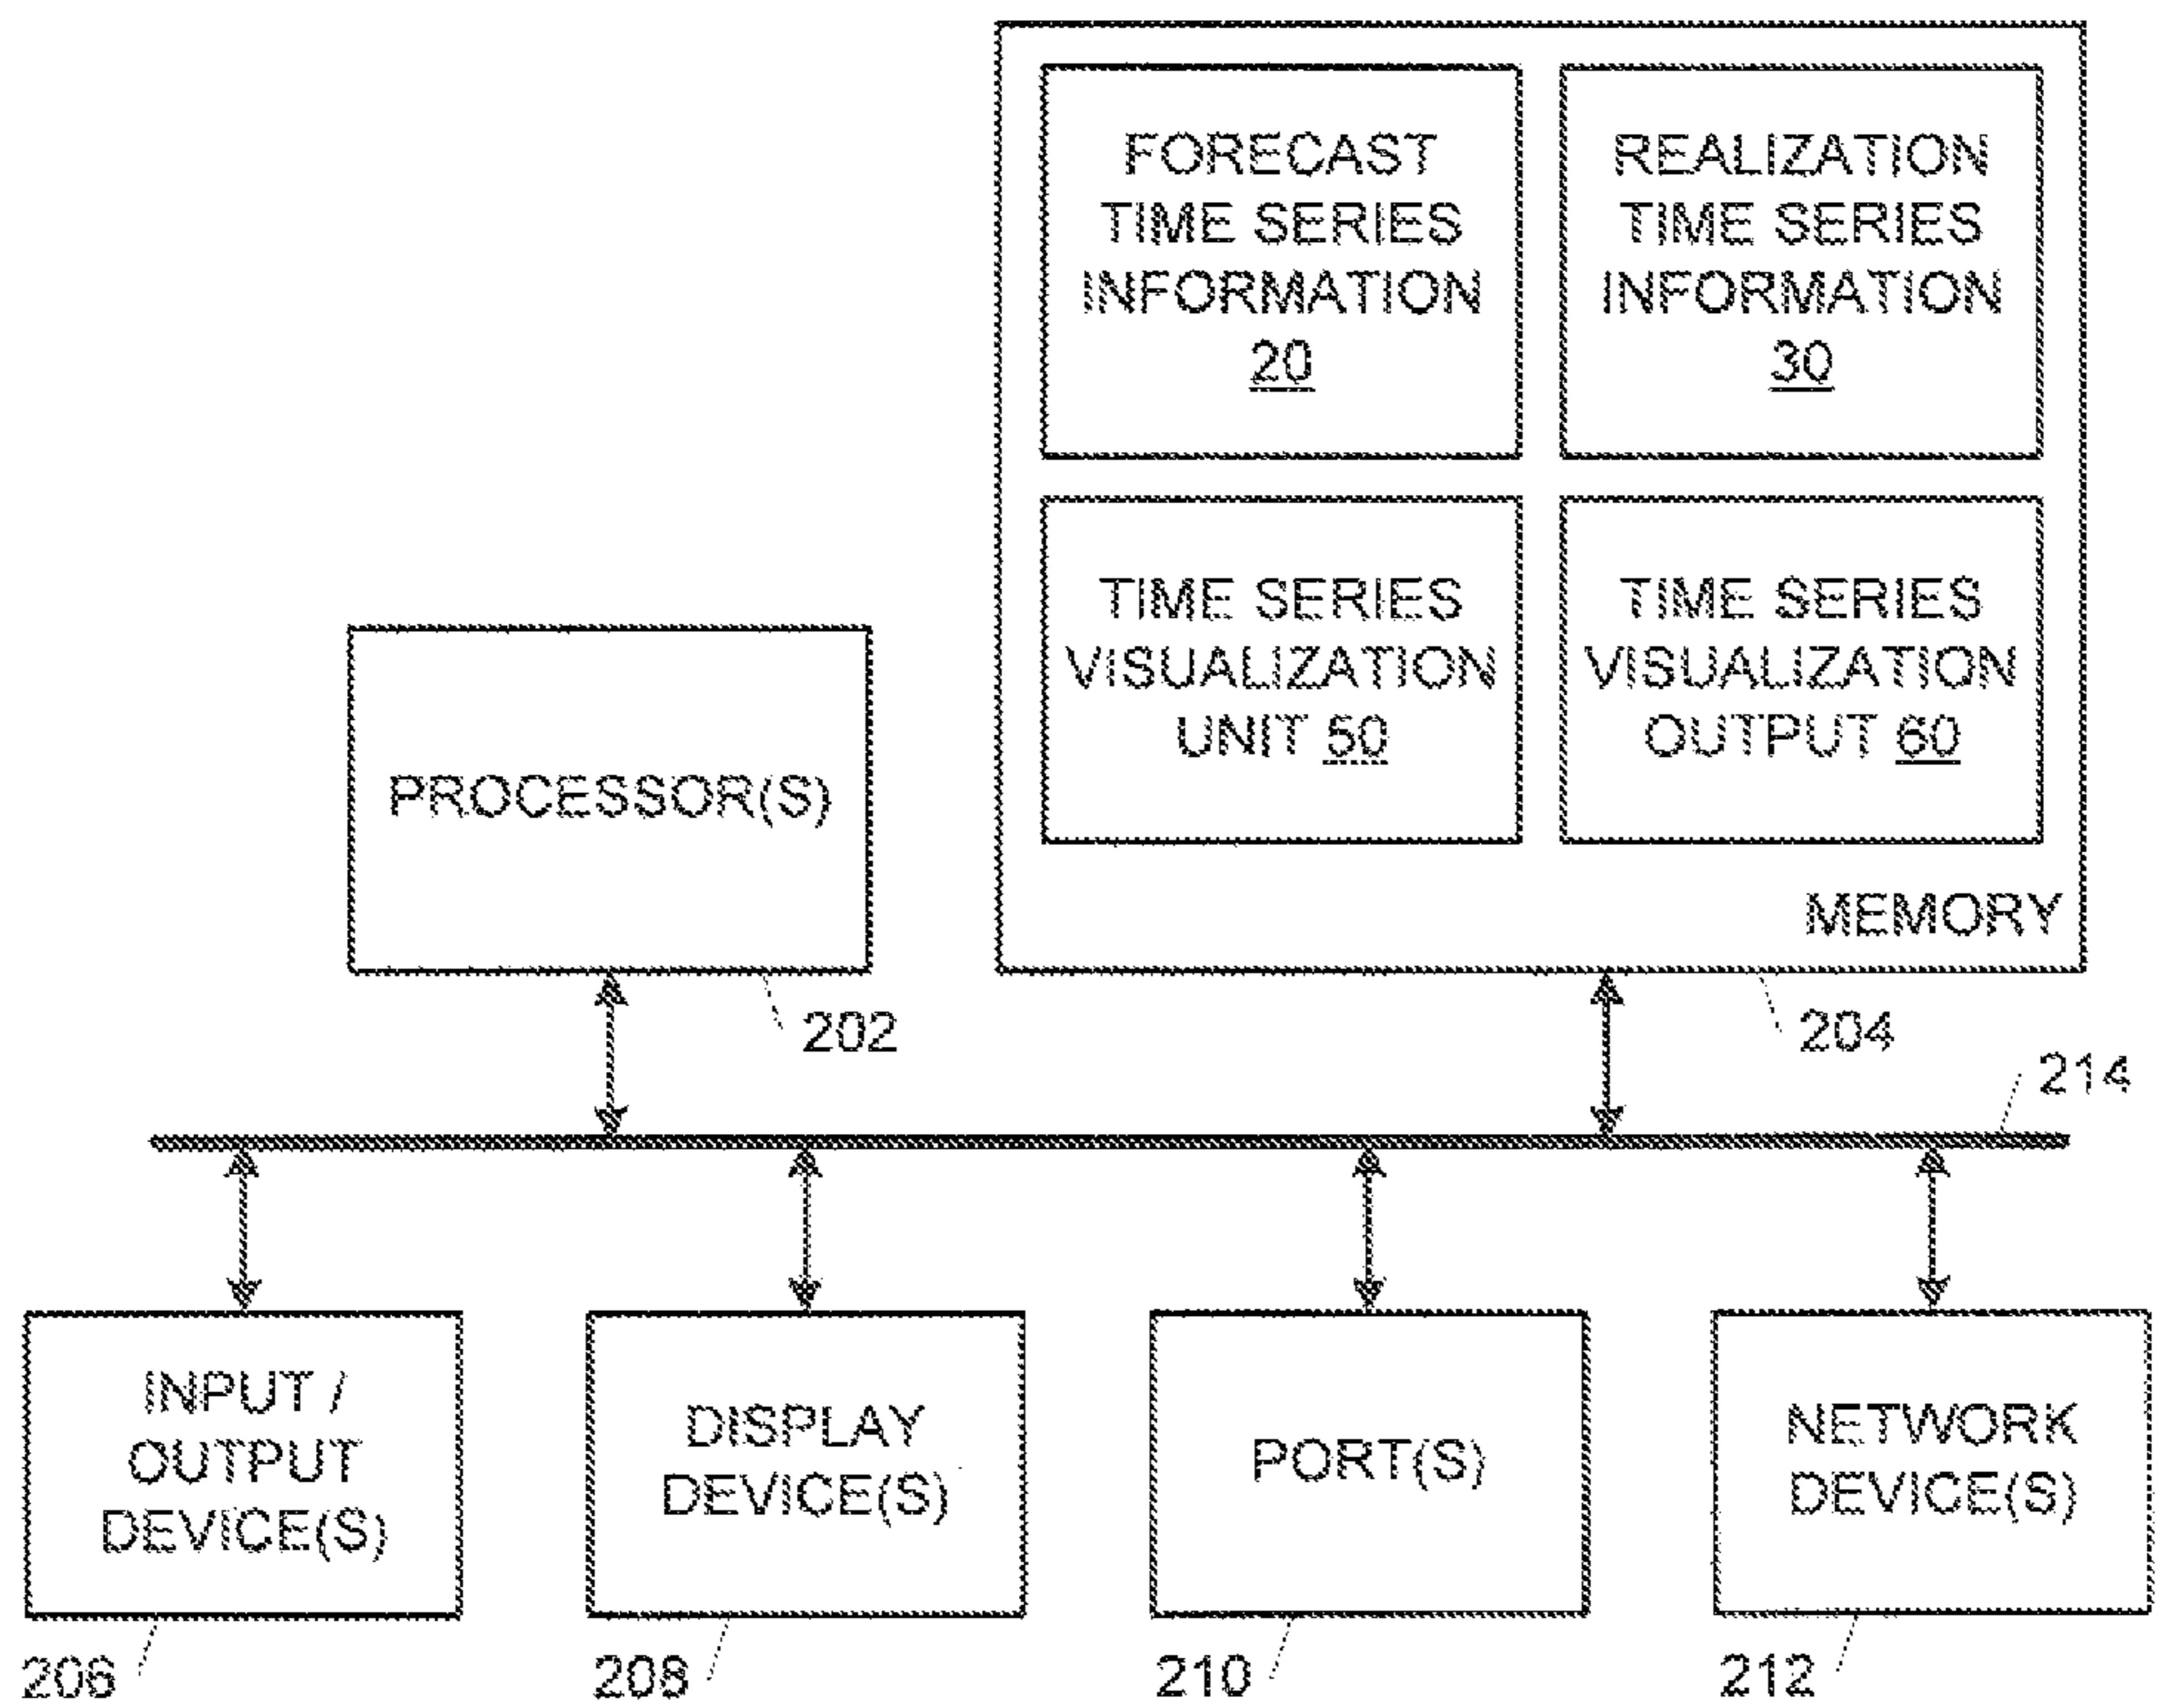 FORECAST
TIME SERIES
INFORMATION
20
REALIZATION
TIME SERIES
INFORMATION
30
TIME SERIES
VISUALIZATION
UNIT 50
TIME SERIES
VISUALIZATION
OUTPUT 60
MEMORY
PROCESSOR(S)
202
204
214
INPUT /
OUTPUT
DEVICE(S)
DISPLAY
DEVICE(S)
PORT(S)
NETWORK
DEVICE(S)
206
208
210
212